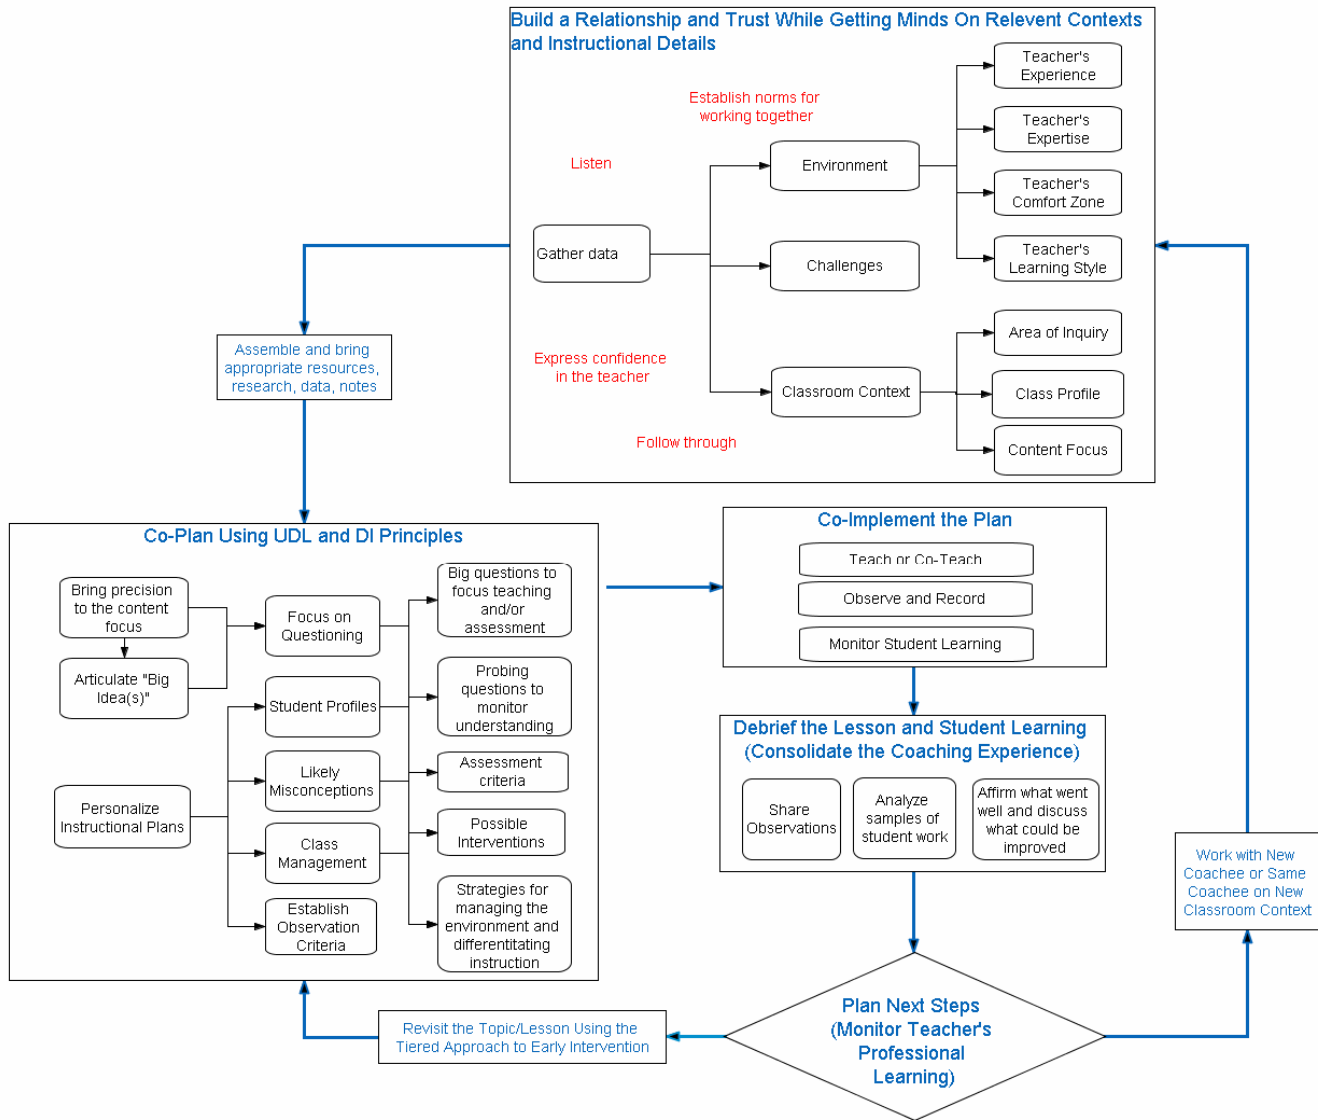 Build a Relationship and Trust While Getting Minds On Relevent Contexts
and Instructional Details
Establish norms for
working together
Listen
Express confidence
in the teacher
Follow through
Gather data
Environment
Challenges
Classroom Context
Teacher's
Experience
Teacher's
Expertise
Teacher's
Comfort Zone
Teacher's
Learning Style
Area of Inquiry
Class Profile
Content Focus
Assemble and bring
appropriate resources,
research, data, notes
Co-Plan Using UDL and DI Principles
Bring precision
to the content
focus
Articulate "Big
Idea(s)"
Personalize
Instructional Plans
Focus on
Questioning
Student Profiles
Likely
Misconceptions
Class
Management
Establish
Observation
Criteria
Big questions to
focus teaching
and/or
assessment
Probing
questions to
monitor
understanding
Assessment
criteria
Possible
Interventions
Strategies for
managing the
environment and
differentitating
instruction
Co-Implement the Plan
Teach or Co-Teach
Observe and Record
Monitor Student Learning
Debrief the Lesson and Student Learning
(Consolidate the Coaching Experience)
Share
Observations
Analyze
samples of
student work
Affirm what went
well and discuss
what could be
improved
Plan Next Steps
(Monitor Teacher's
Professional
Learning)
Revisit the Topic/Lesson Using the
Tiered Approach to Early Intervention
Work with New
Coachee or Same
Coachee on New
Classroom Context